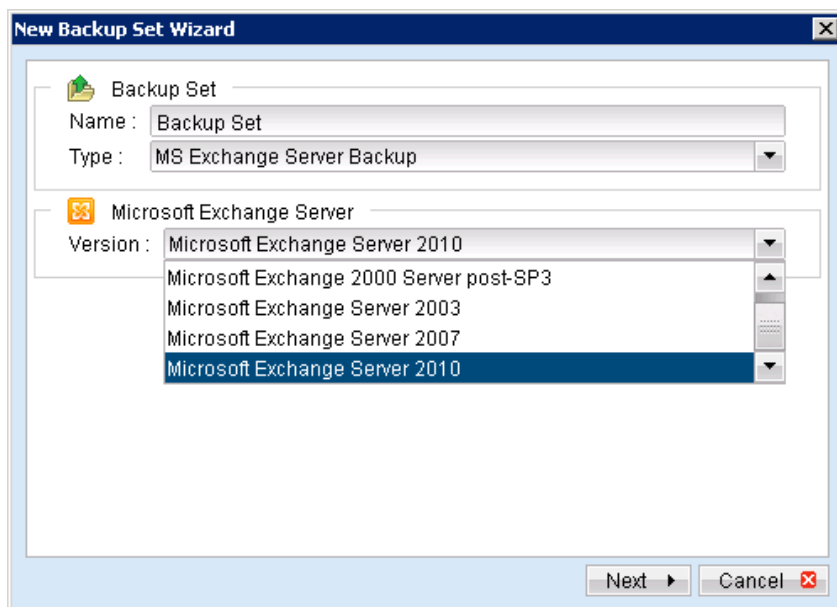 New Backup Set Wizard
Backup Set
Name : Backup Set
Type : MS Exchange Server Backup
Microsoft Exchange Server
Version : Microsoft Exchange Server 2010
Microsoft Exchange 2000 Server post-SP3
Microsoft Exchange Server 2003
Microsoft Exchange Server 2007
Microsoft Exchange Server 2010
Next Cancel